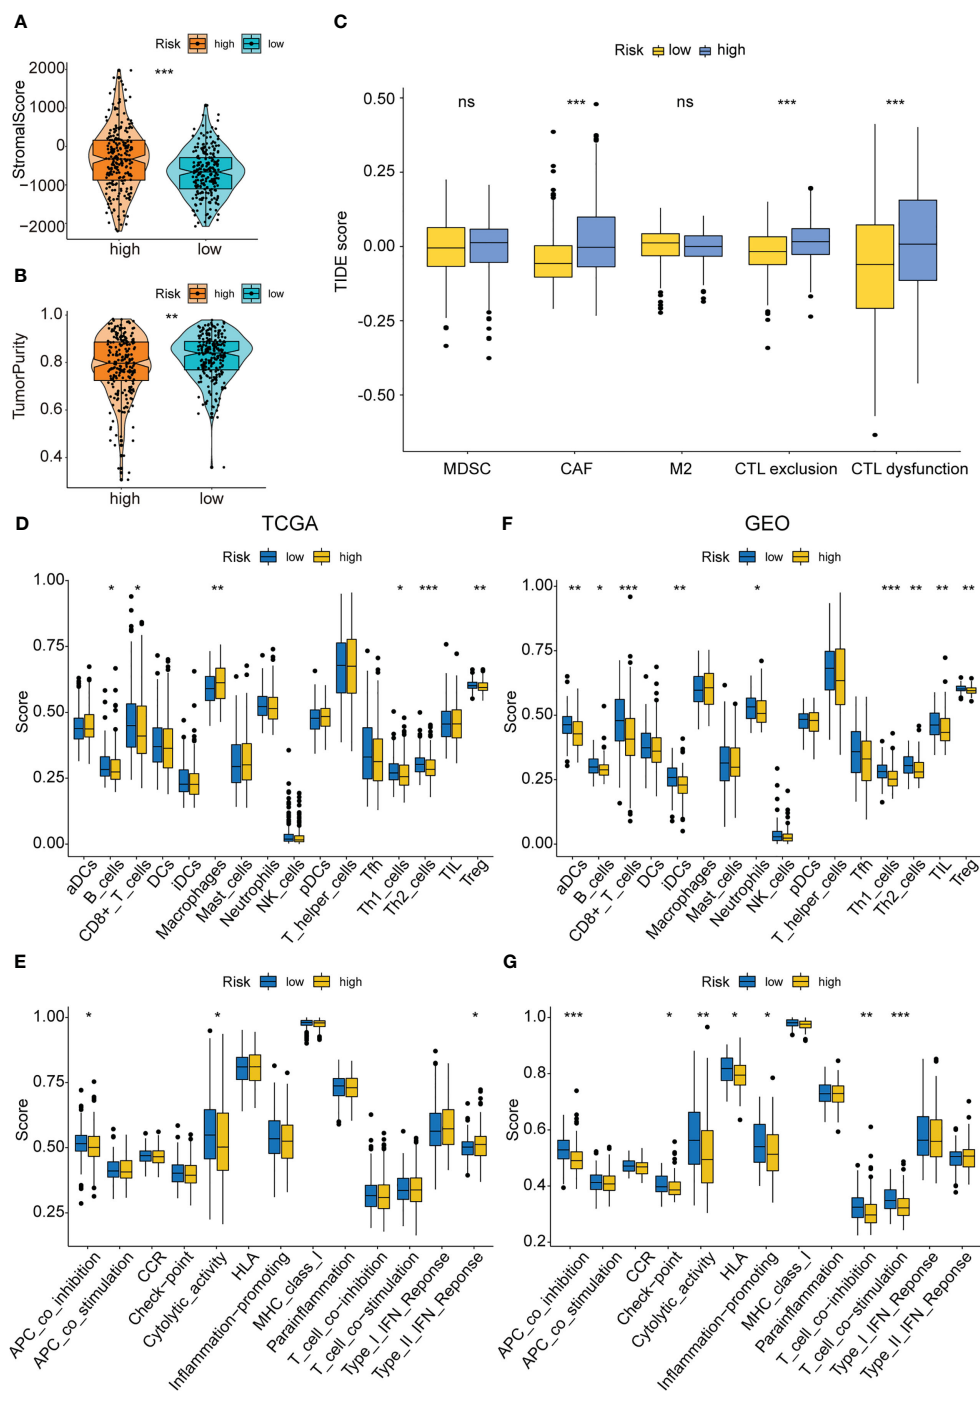 A
Risk high low
2000
1000
0
−1000
−2000
StromalScore
***
high low
B
Risk high low
1.0
0.8
0.6
0.4
TumorPurity
**
high low
C
Risk low high
0.50
0.25
0.00
-0.25
-0.50
TIDE score
ns *** ns *** ***
MDSC CAF M2 CTL exclusion CTL dysfunction
D
TCGA
Risk low high
1.00
0.75
0.50
0.25
0.00
Score
* * ** * *** **
aDCs
B_cells
CD8+_T_cells
DCs
iDCs
Macrophages
Mast_cells
Neutrophils
NK_cells
pDCs
T_helper_cells
Tfh
Th1_cells
Th2_cells
TIL
Treg
F
GEO
Risk low high
1.00
0.75
0.50
0.25
0.00
Score
** * *** ** * *** ** ** **
aDCs
B_cells
CD8+_T_cells
DCs
iDCs
Macrophages
Mast_cells
Neutrophils
NK_cells
pDCs
T_helper_cells
Tfh
Th1_cells
Th2_cells
TIL
Treg
E
Risk low high
1.00
0.75
0.50
0.25
Score
* * *
APC_co_inhibition
APC_co_stimulation
CCR
Check−point
Cytolytic_activity
HLA
Inflammation−promoting
MHC_class_I
Parainflammation
T_cell_co−inhibition
T_cell_co−stimulation
Type_I_IFN_Reponse
Type_II_IFN_Reponse
G
Risk low high
1.0
0.8
0.6
0.4
0.2
Score
*** * ** * * ** ***
APC_co_inhibition
APC_co_stimulation
CCR
Check−point
Cytolytic_activity
HLA
Inflammation−promoting
MHC_class_I
Parainflammation
T_cell_co−inhibition
T_cell_co−stimulation
Type_I_IFN_Reponse
Type_II_IFN_Reponse